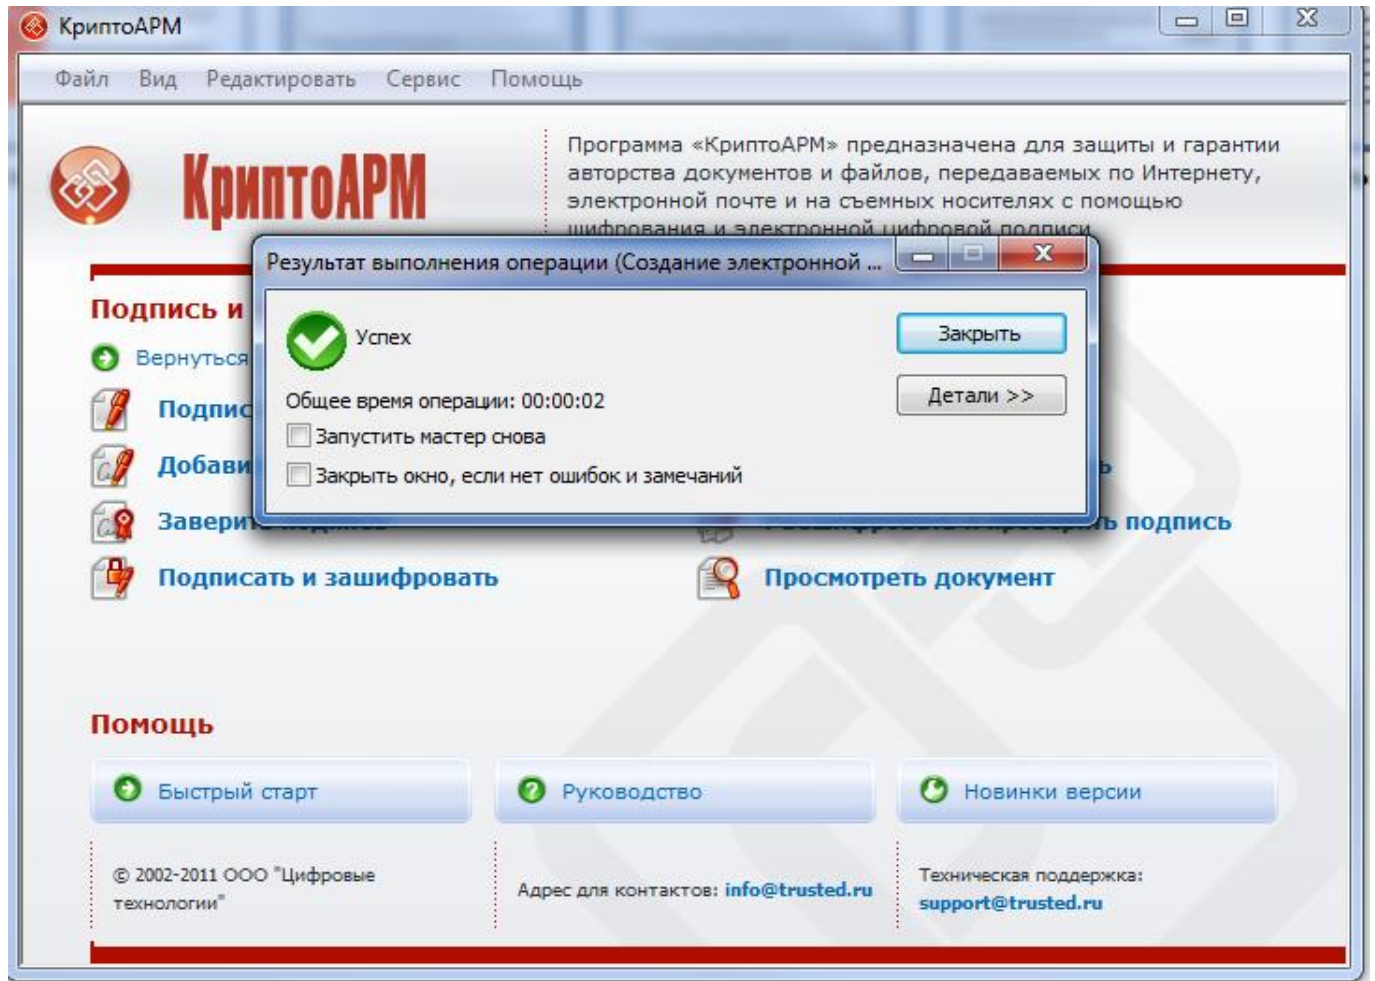 КриптоАРМ
Файл Вид Редактировать Сервис Помощь
КриптоАРМ
Программа «КриптоАРМ» предназначена для защиты и гарантии
авторства документов и файлов, передаваемых по Интернету,
электронной почте и на съемных носителях с помощью
шифрования и электронной цифровой подписи
Результат выполнения операции (Создание электронной ...
Подпись и
Успех
Закрыть
Вернуться
Общее время операции: 00:00:02
Детали >>
Запустить мастер снова
Закрыть окно, если нет ошибок и замечаний
Подписать и зашифровать
подпись
Просмотреть документ
Помощь
Быстрый старт
Руководство
Новинки версии
© 2002-2011 ООО "Цифровые
технологии"
Адрес для контактов: info@trusted.ru
Техническая поддержка:
support@trusted.ru